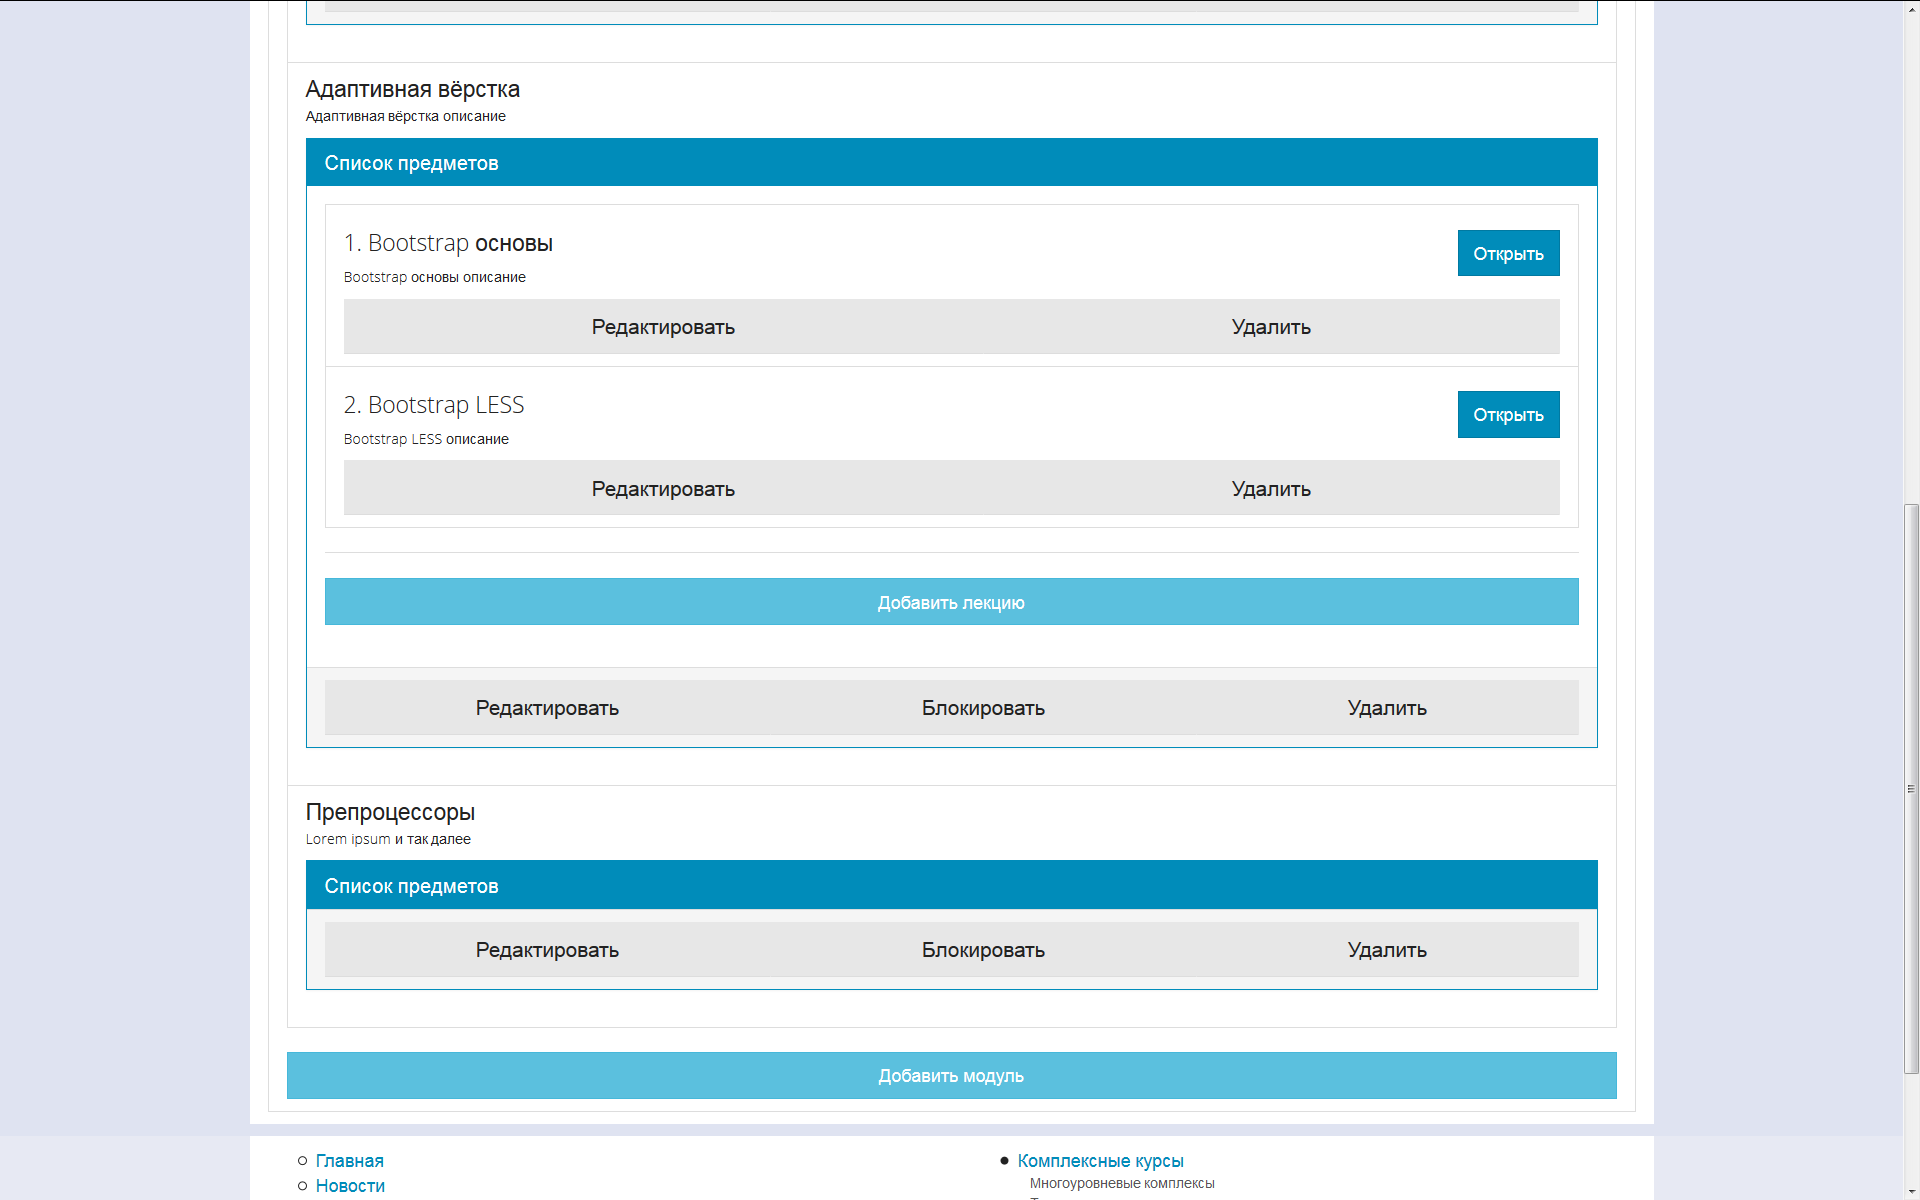 Адаптивная вёрстка
Адаптивная вёрстка описание
Список предметов
1. Bootstrap основы
Открыть
Bootstrap основы описание
Редактировать Удалить
2. Bootstrap LESS
Открыть
Bootstrap LESS описание
Редактировать Удалить
Добавить лекцию
Редактировать Блокировать Удалить
Препроцессоры
Lorem ipsum и так далее
Список предметов
Редактировать Блокировать Удалить
Добавить модуль
Главная
Новости
Комплексные курсы
Многоуровневые комплексы